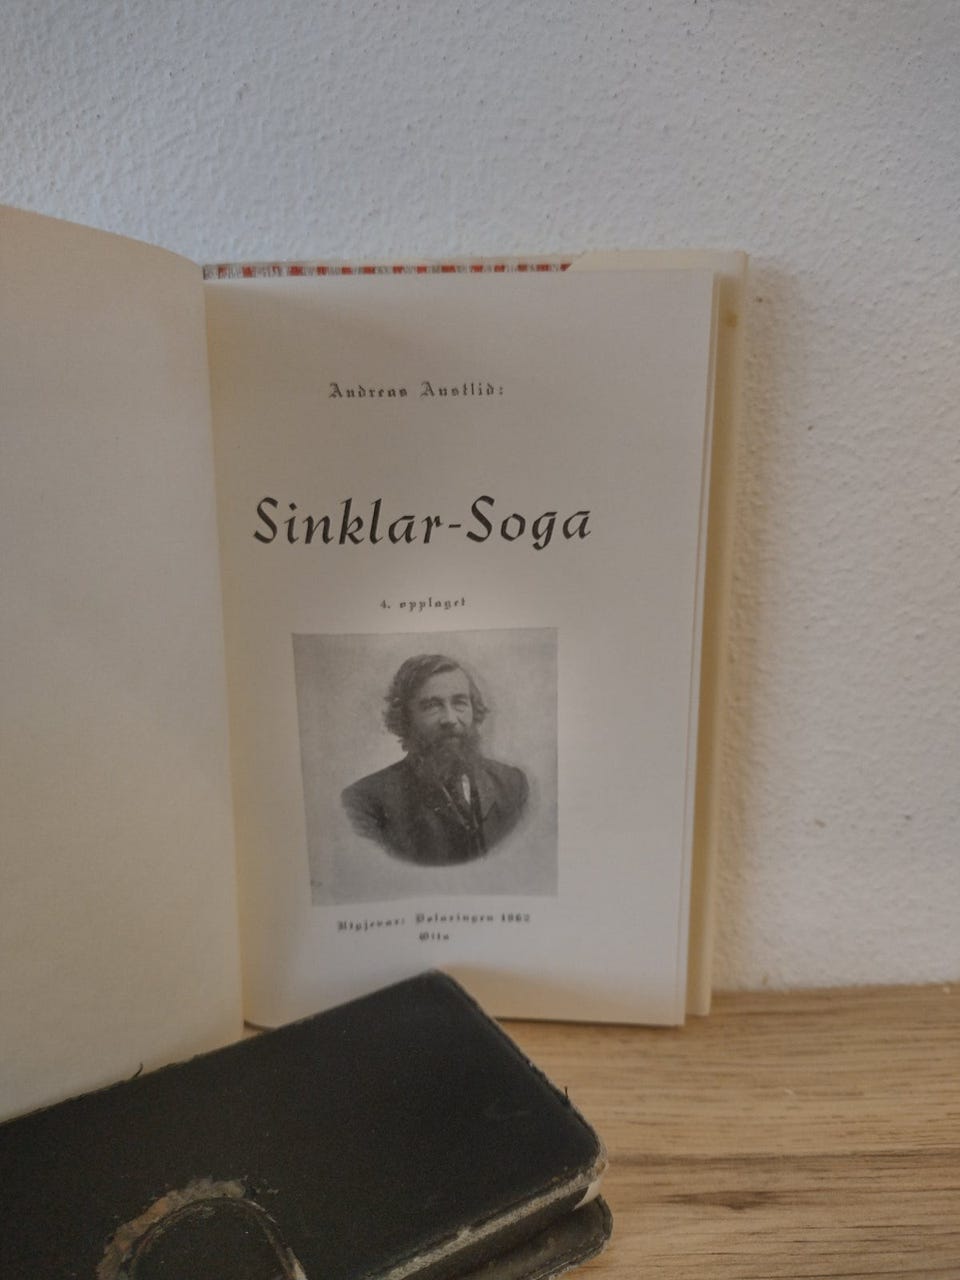 Andreas Austlid:
Sinklar-Soga
4. opplaget
Utgjevar: Dølaringen 1962
Otta